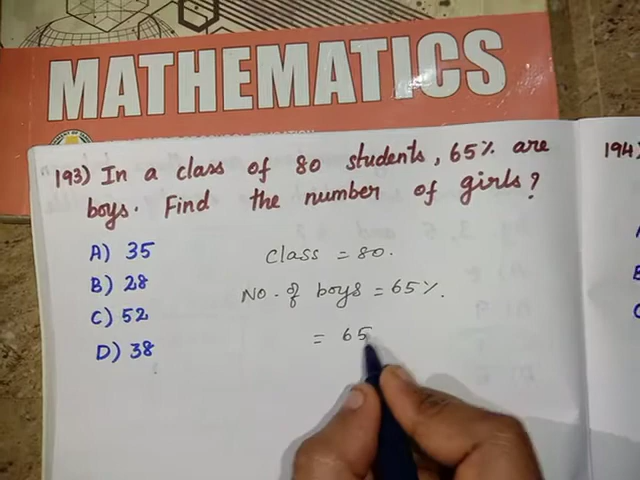 MATHEMATICS
193) In a class of 80 students, 65% are
boys. Find the number of girls?
A) 35
B) 28
C) 52
D) 38
Class = 80.
No. of boys = 65%.
= 65
194)